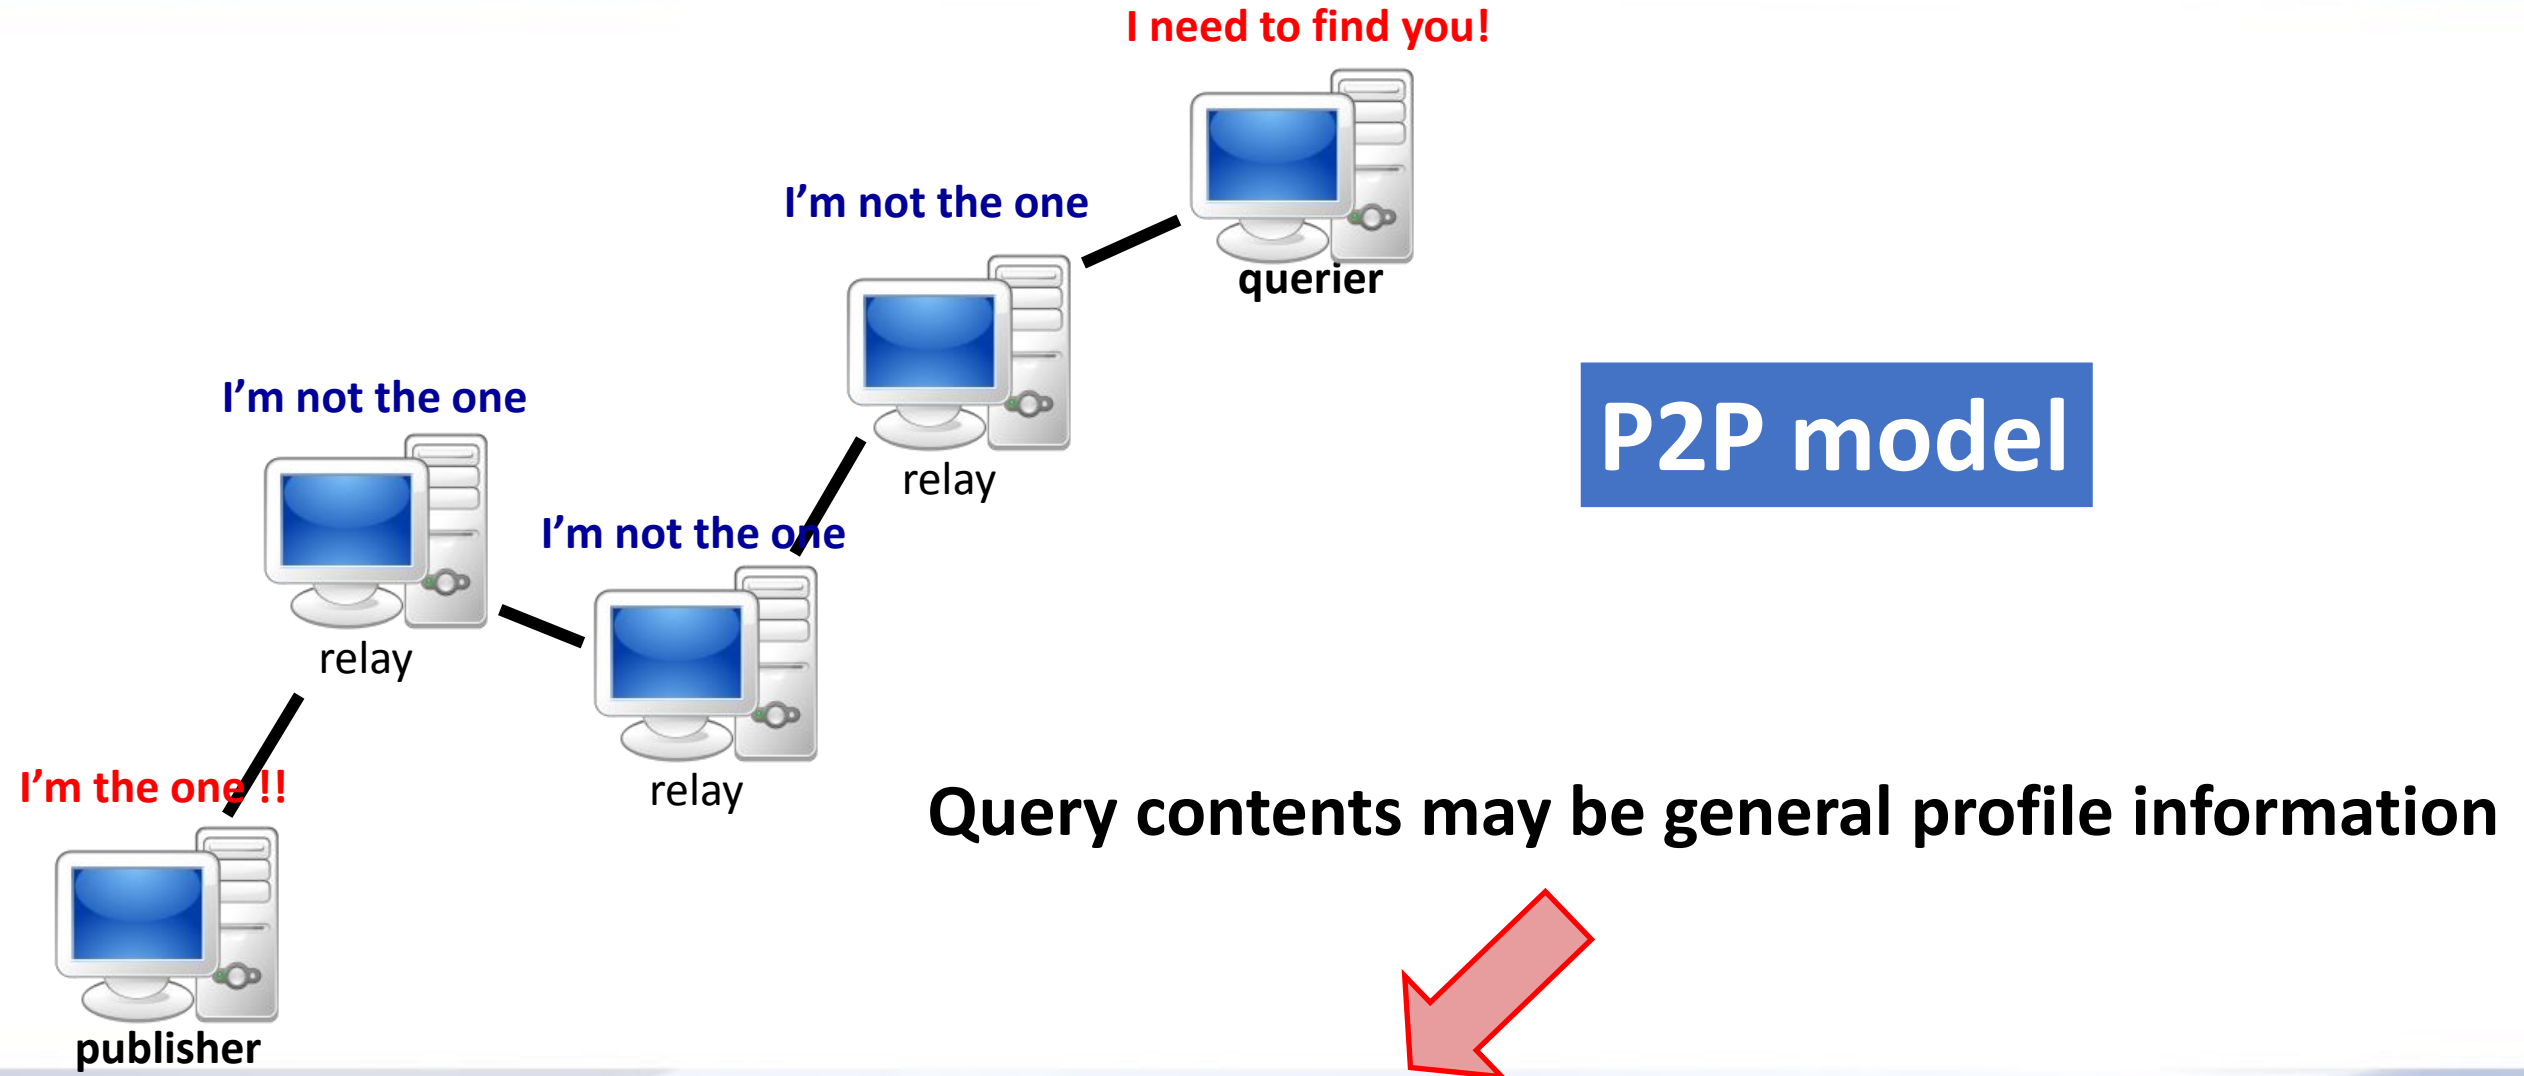 I need to find you!
I'm not the one
querier
I'm not the one
P2P model
relay
I'm not the one
relay
I'm the one !!
relay
Query contents may be general profile information
publisher